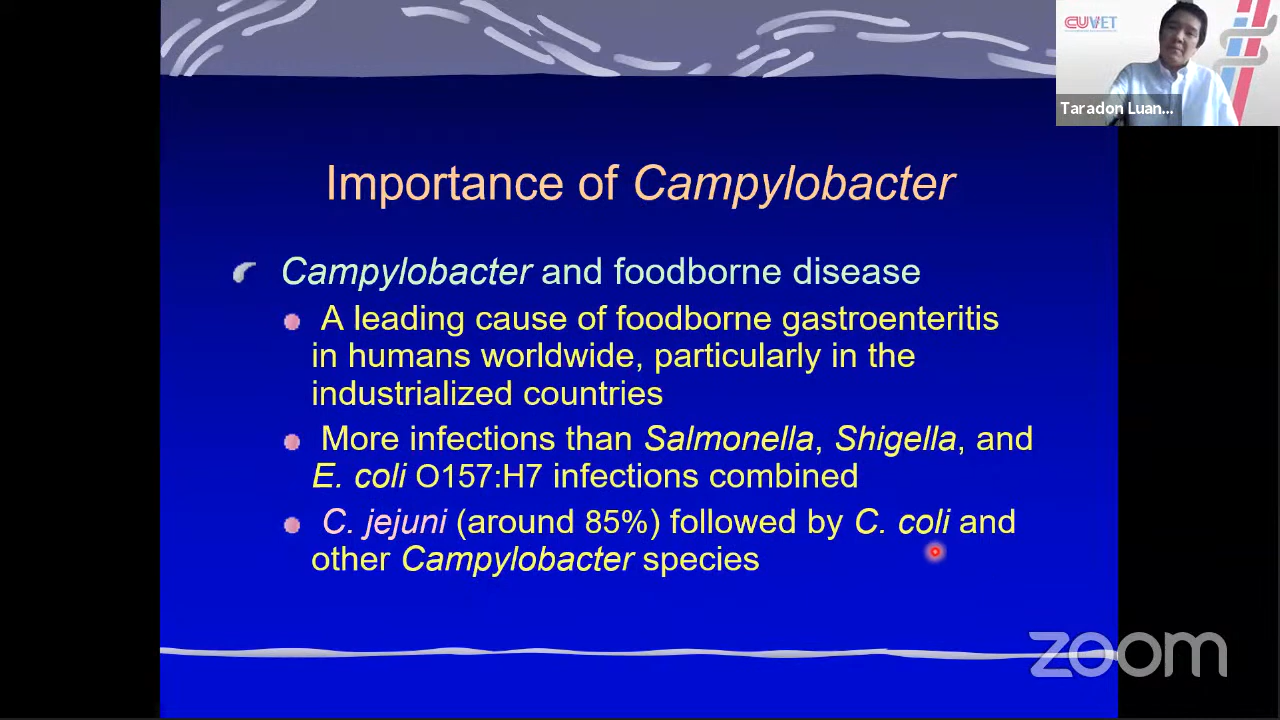 CUVET
Taradon Luan...
Importance of Campylobacter
Campylobacter and foodborne disease
A leading cause of foodborne gastroenteritis
in humans worldwide, particularly in the
industrialized countries
More infections than Salmonella, Shigella, and
E. coli O157:H7 infections combined
C. jejuni (around 85%) followed by C. coli and
other Campylobacter species
zoom